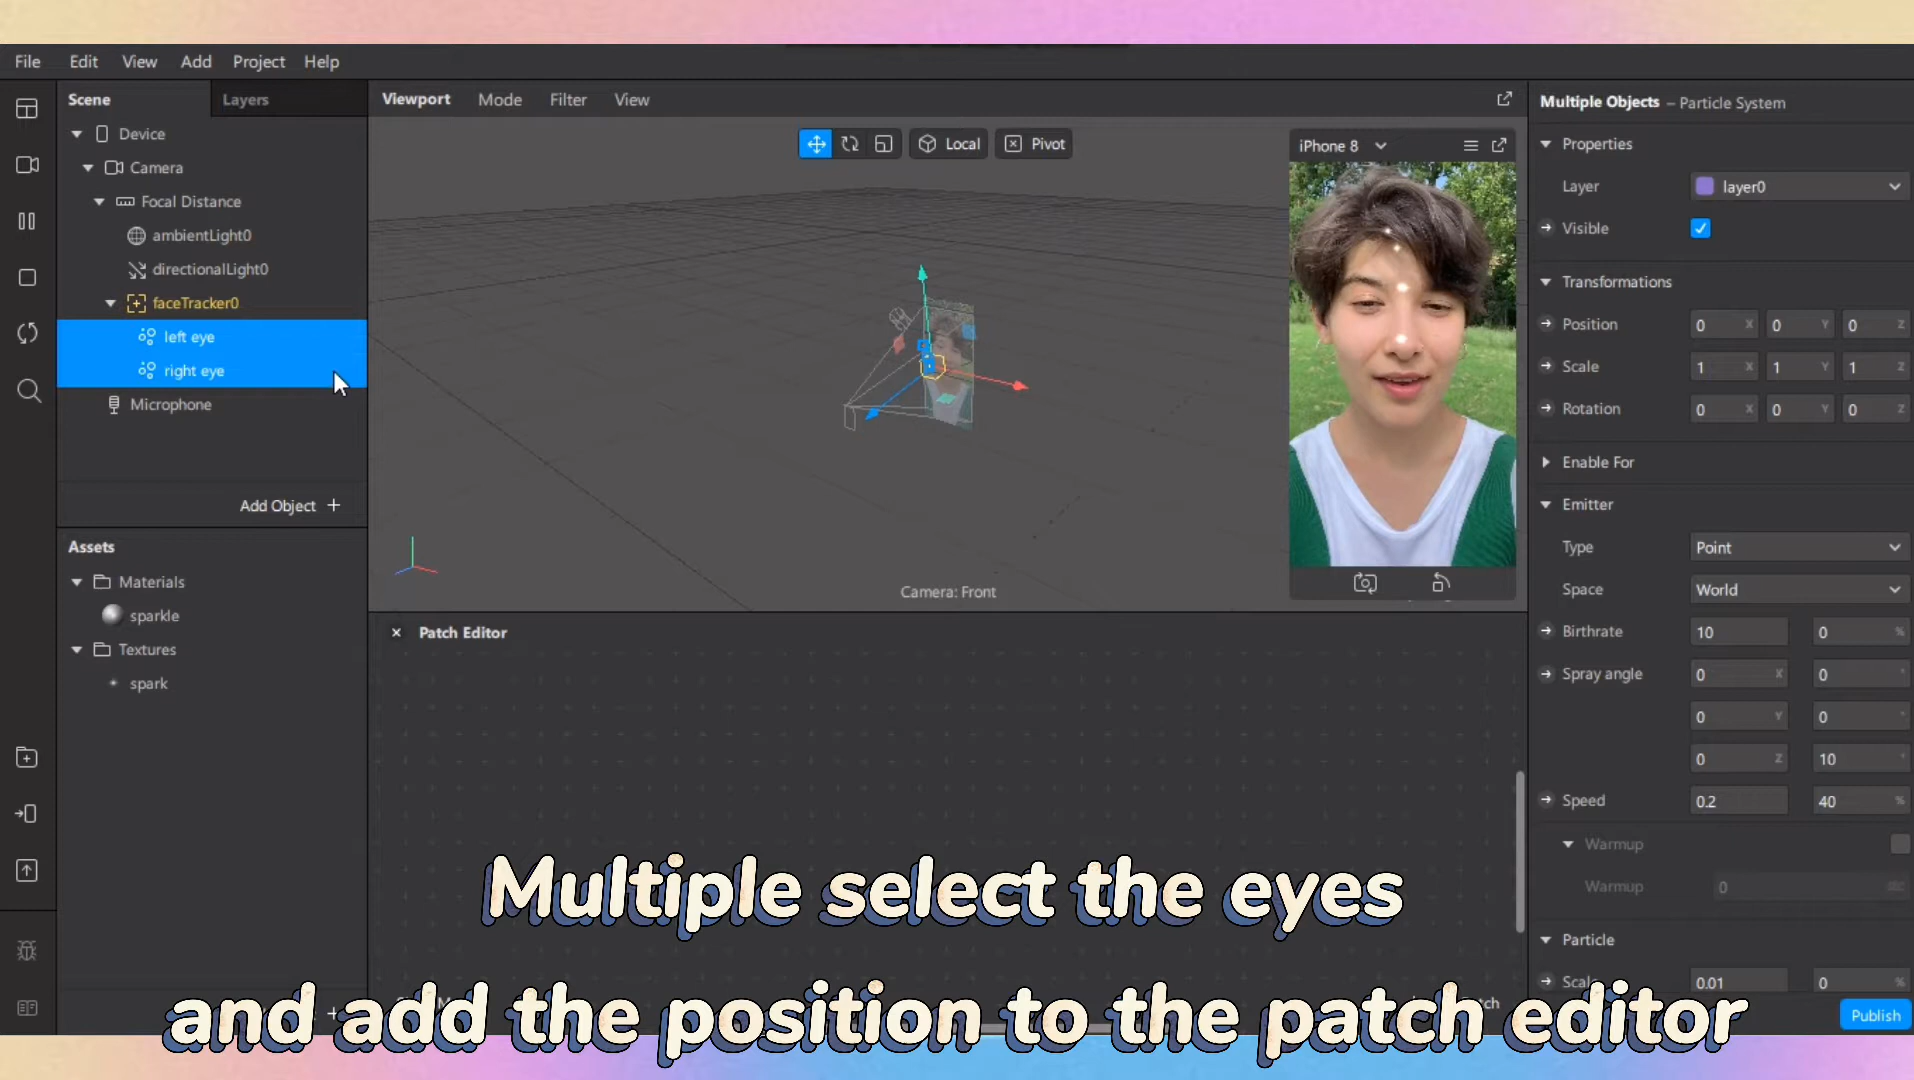 File Edit View Add Project Help
Scene Layers
Device
Camera
Focal Distance
ambientLight0
directionalLight0
faceTracker0
left eye
right eye
Microphone
Add Object +
Assets
Materials
sparkle
Textures
spark
Viewport Mode Filter View
Local Pivot
iPhone 8
Camera: Front
Patch Editor
Multiple Objects – Particle System
Properties
Layer layer0
Visible
Transformations
Position 0 X 0 Y 0 Z
Scale 1 X 1 Y 1 Z
Rotation 0 X 0 Y 0 Z
Enable For
Emitter
Type Point
Space World
Birthrate 10 0 %
Spray angle 0 X 0 °
0 Y 0 °
0 Z 10 °
Speed 0.2 40 %
Warmup
Warmup 0
Particle
Scale 0.01 0 %
Publish
Multiple select the eyes
and add the position to the patch editor